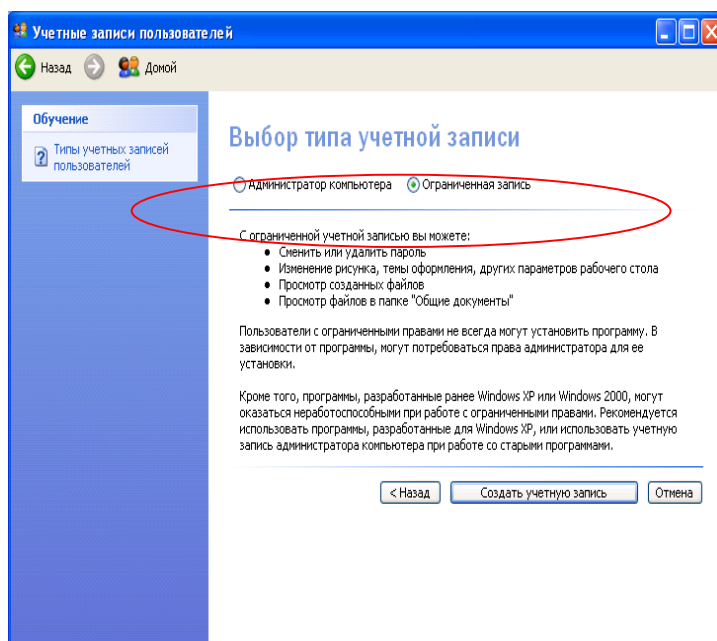 Учетные записи пользователей
Назад
Домой
Обучение
Типы учетных записей
пользователей
Выбор типа учетной записи
Администратор компьютера
Ограниченная запись
С ограниченной учетной записью вы можете:
• Сменить или удалить пароль
• Изменение рисунка, темы оформления, других параметров рабочего стола
• Просмотр созданных файлов
• Просмотр файлов в папке "Общие документы"
Пользователи с ограниченными правами не всегда могут установить программу. В
зависимости от программы, могут потребоваться права администратора для ее
установки.
Кроме того, программы, разработанные ранее Windows XP или Windows 2000, могут
оказаться неработоспособными при работе с ограниченными правами. Рекомендуется
использовать программы, разработанные для Windows XP, или использовать учетную
запись администратора компьютера при работе со старыми программами.
< Назад
Создать учетную запись
Отмена